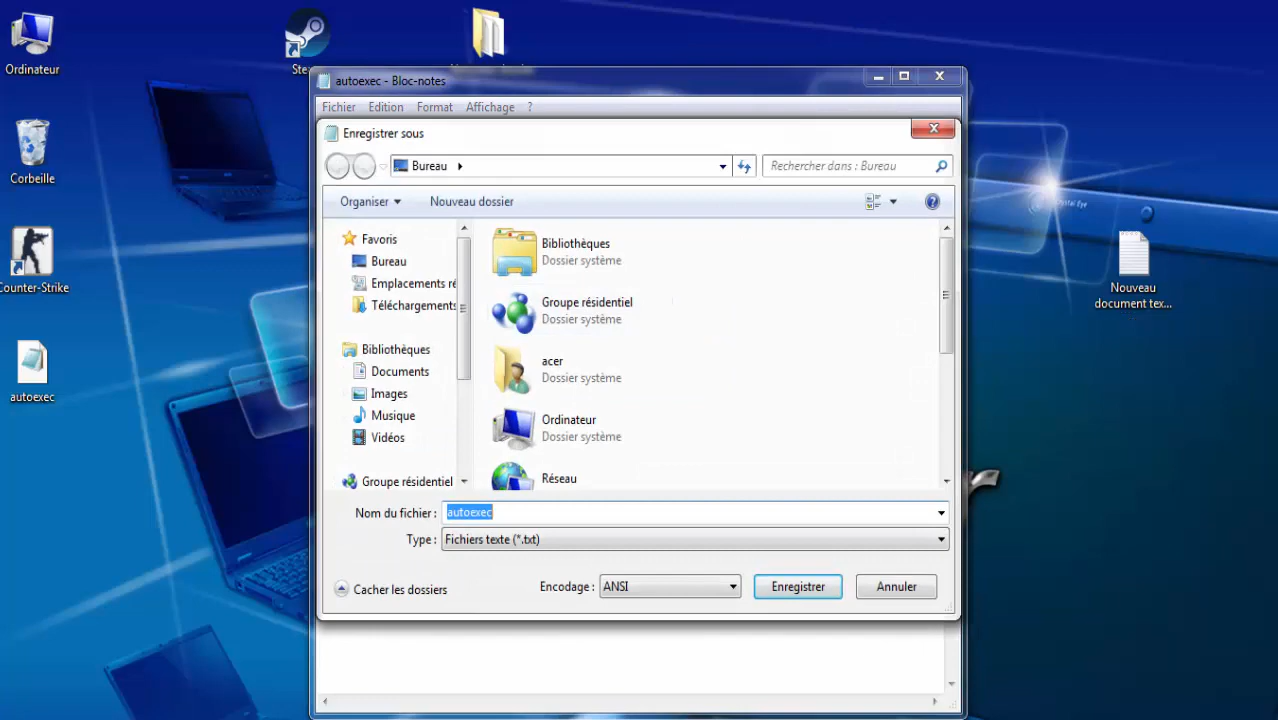 Ordinateur
Corbeille
Counter-Strike
autoexec
autoexec - Bloc-notes
Fichier Edition Format Affichage ?
Enregistrer sous
Bureau
Rechercher dans : Bureau
Organiser Nouveau dossier
Favoris
Bureau
Emplacements ré
Téléchargements
Bibliothèques
Documents
Images
Musique
Vidéos
Groupe résidentiel
Bibliothèques
Dossier système
Groupe résidentiel
Dossier système
acer
Dossier système
Ordinateur
Dossier système
Réseau
Nom du fichier : autoexec
Type : Fichiers texte (*.txt)
Cacher les dossiers
Encodage : ANSI
Enregistrer
Annuler
Nouveau
document tex...